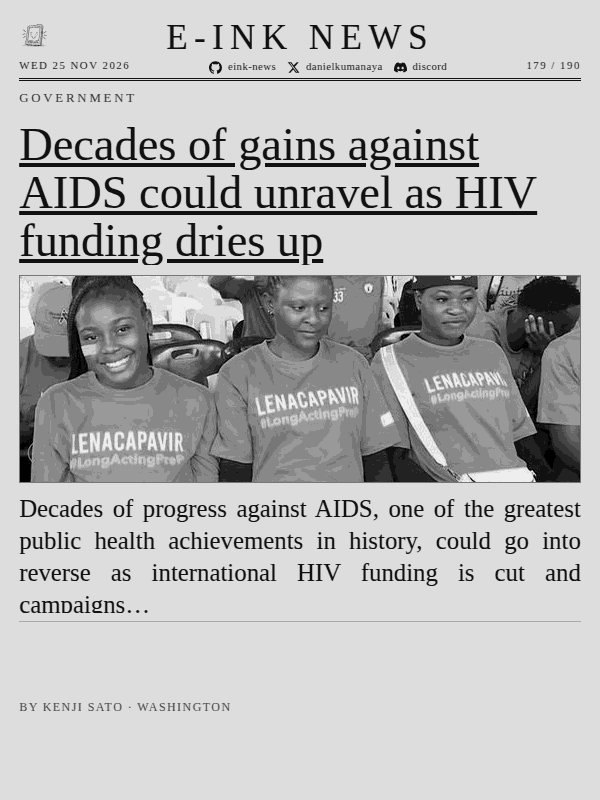 E-INK NEWS
WED 25 NOV 2026
eink-news danielkumanaya discord
179 / 190
GOVERNMENT
Decades of gains against
AIDS could unravel as HIV
funding dries up
33
LENACAPAVIR
#LongActingPreP
LENACAPAVIR
#LongActingPreP
LENACAPAVI
#LongActingPre
Decades of progress against AIDS, one of the greatest
public health achievements in history, could go into
reverse as international HIV funding is cut and
campaigns…
BY KENJI SATO · WASHINGTON